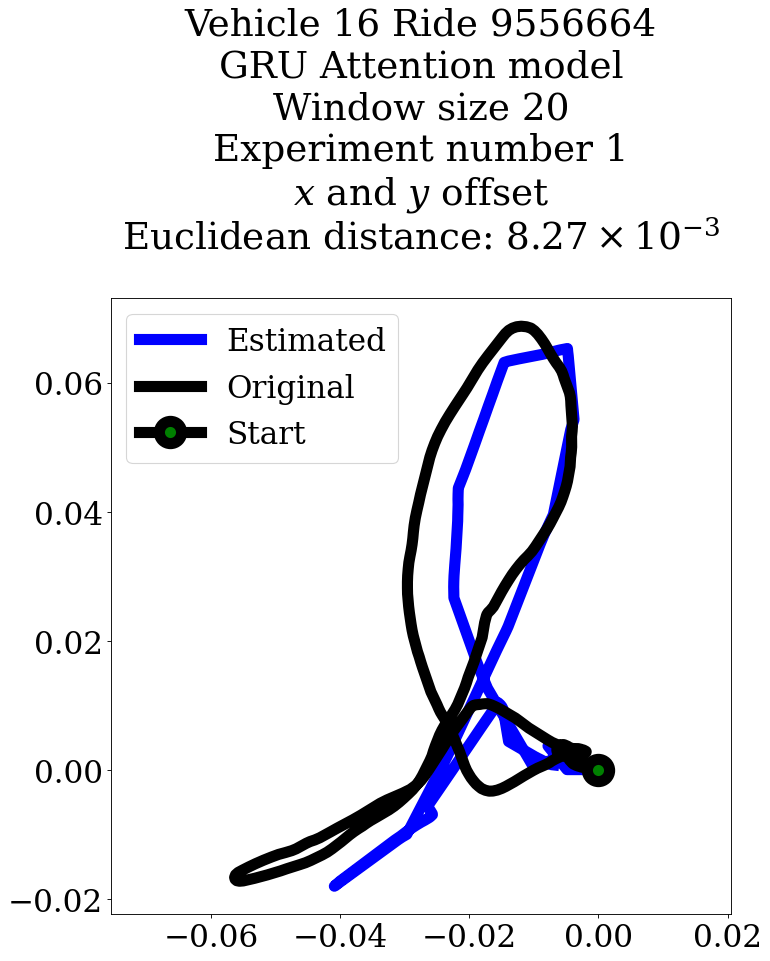 Vehicle 16 Ride 9556664
GRU Attention model
Window size 20
Experiment number 1
x and y offset
Euclidean distance: 8.27 × 10⁻³
Estimated
Original
Start
0.06
0.04
0.02
0.00
−0.02
−0.06
−0.04
−0.02
0.00
0.02